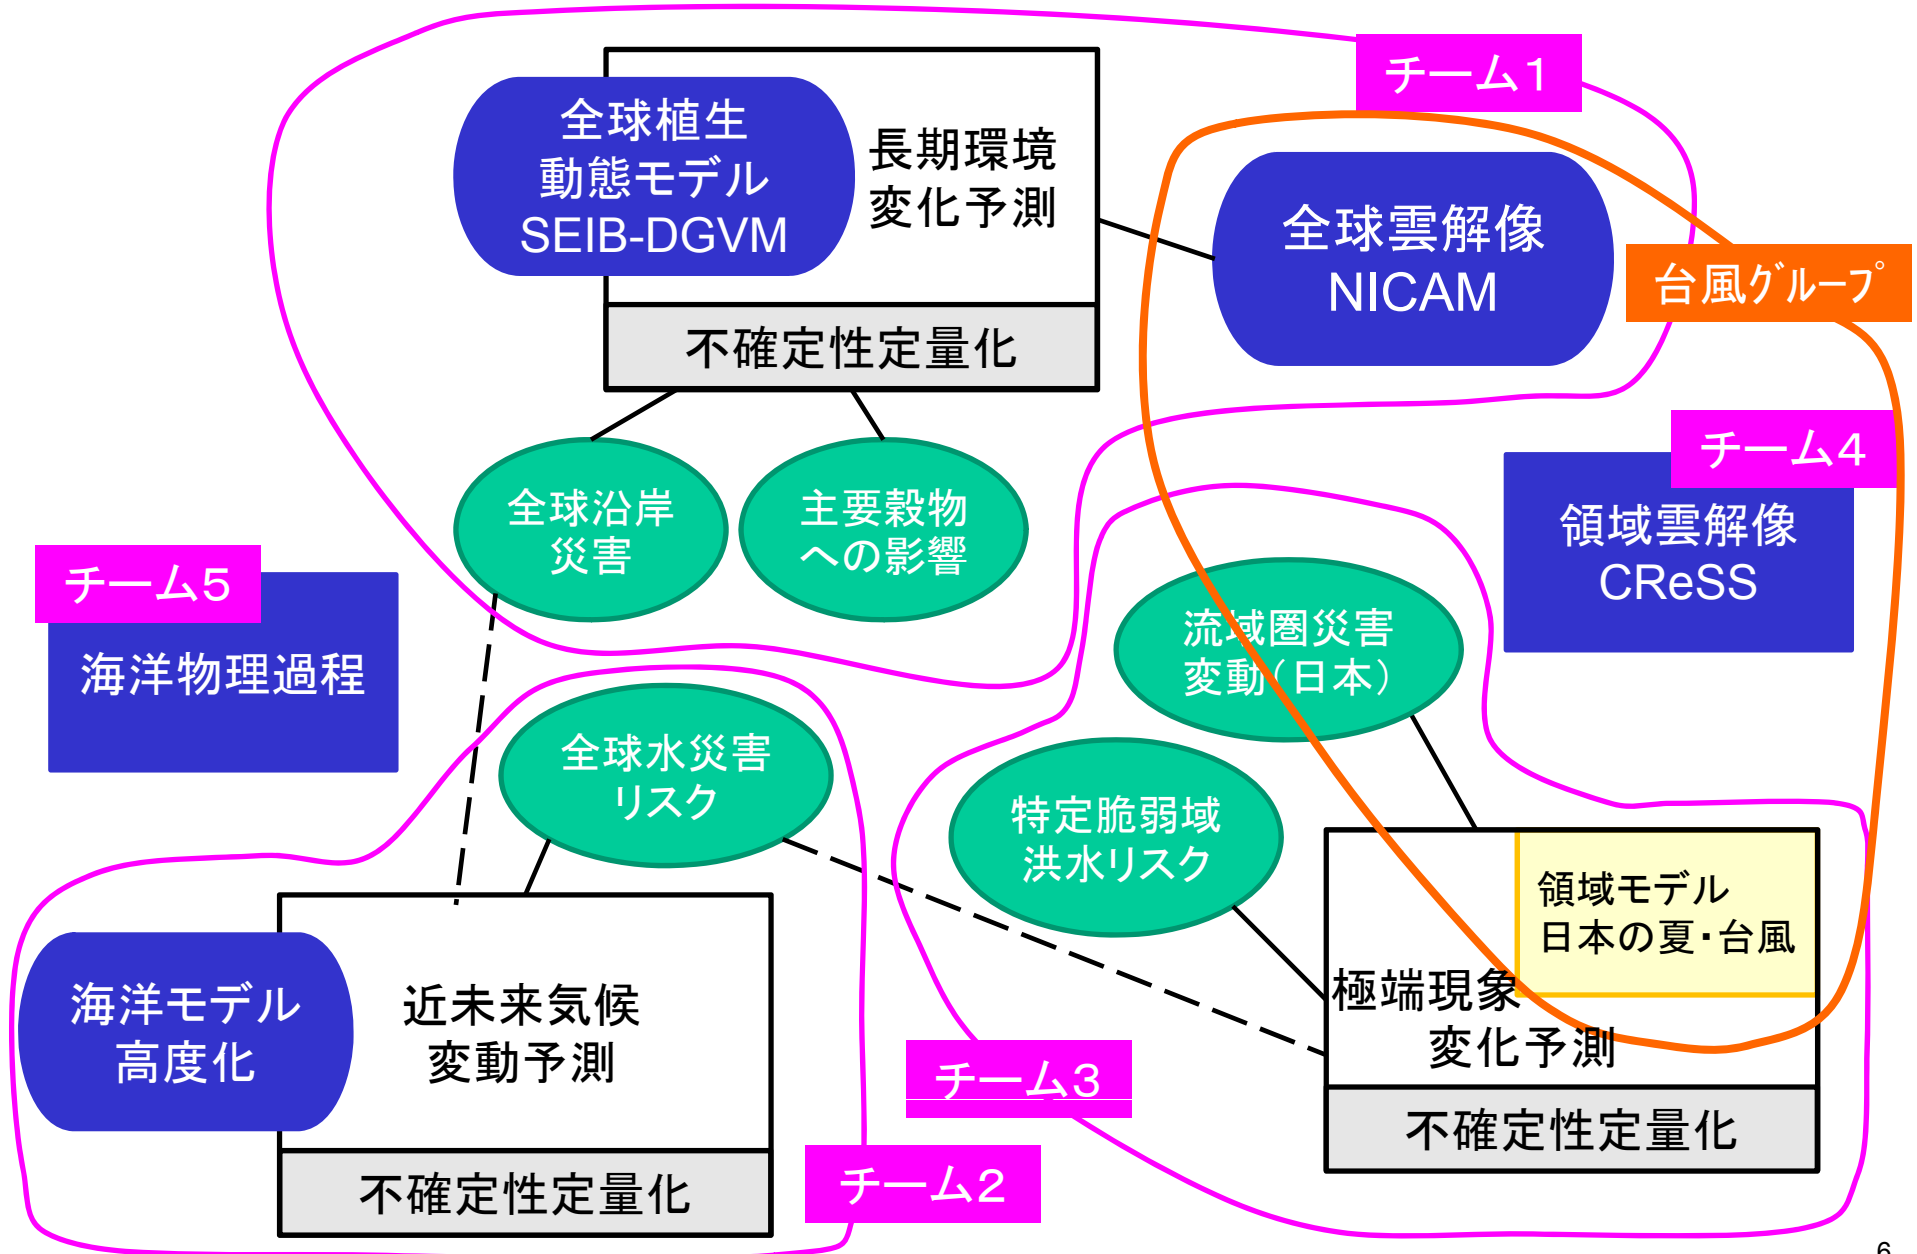 チーム１
全球植生
動態モデル
SEIB-DGVM
長期環境
変化予測
全球雲解像
NICAM
台風ｸﾞﾙｰﾌﾟ
不確定性定量化
チーム４
全球沿岸
災害
主要穀物
への影響
領域雲解像
CReSS
チーム５
海洋物理過程
流域圏災害
変動（日本）
全球水災害
リスク
特定脆弱域
洪水リスク
領域モデル
日本の夏・台風
海洋モデル
高度化
近未来気候
変動予測
極端現象
変化予測
チーム３
不確定性定量化
チーム２
不確定性定量化
6